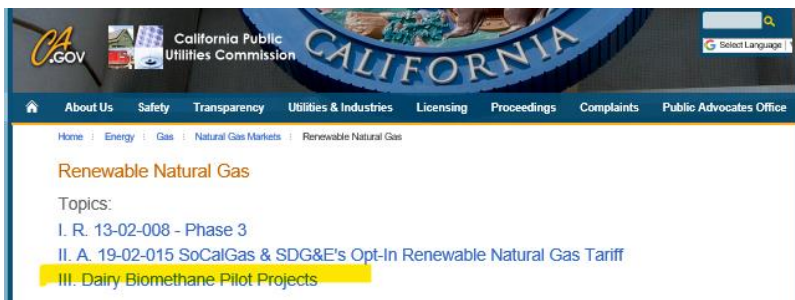 CA.GOV
California Public
Utilities Commission
CALIFORNIA
Select Language
About Us Safety Transparency Utilities & Industries Licensing Proceedings Complaints Public Advocates Office
Home Energy Gas Natural Gas Markets Renewable Natural Gas
Renewable Natural Gas
Topics:
I. R. 13-02-008 - Phase 3
II. A. 19-02-015 SoCalGas & SDG&E's Opt-In Renewable Natural Gas Tariff
III. Dairy Biomethane Pilot Projects